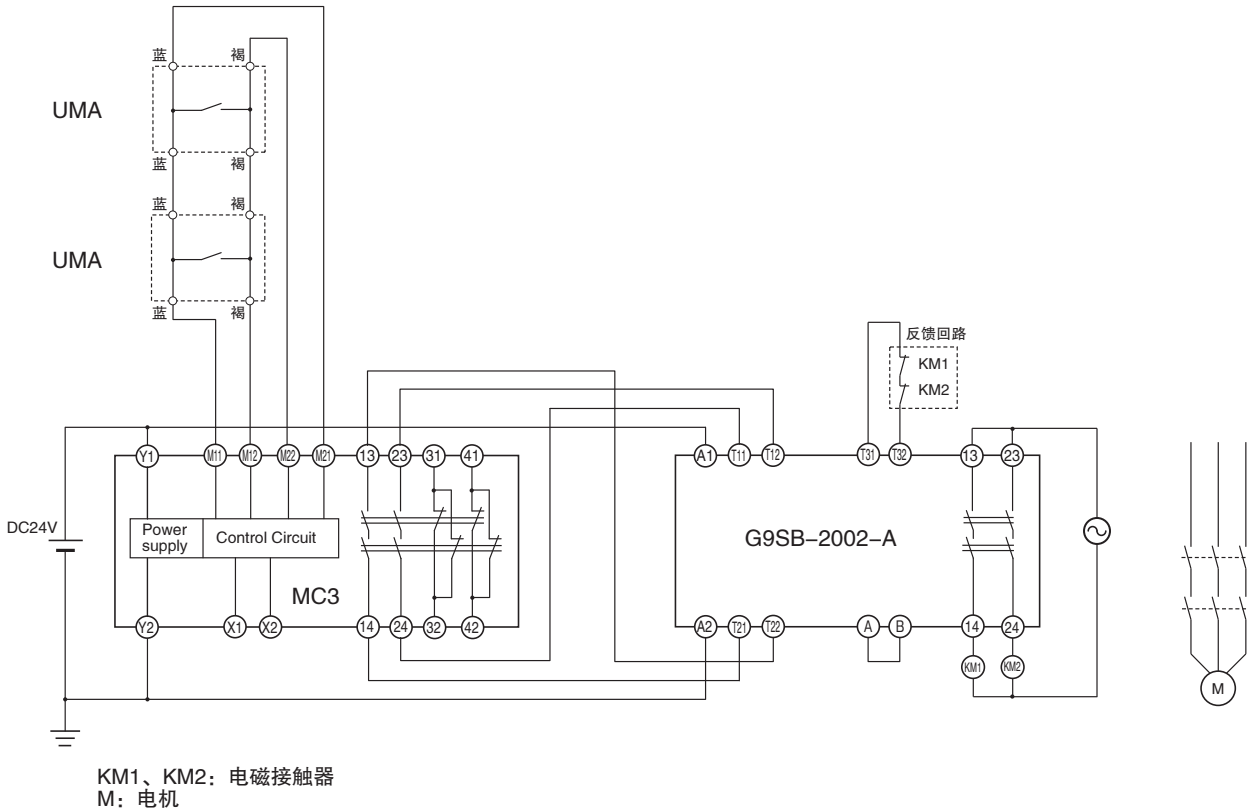 蓝 褐
UMA
蓝 褐
蓝 褐
UMA
蓝 褐
反馈回路
KM1
KM2
Y1 M11 M12 M22 M21 13 23 31 41 A1 T11 T12 T31 T32 13 23
DC24V
Power supply
Control Circuit
G9SB-2002-A
MC3
Y2 X1 X2 14 24 32 42 A2 T21 T22 A B 14 24
KM1 KM2
M
KM1、KM2：电磁接触器
M：电机